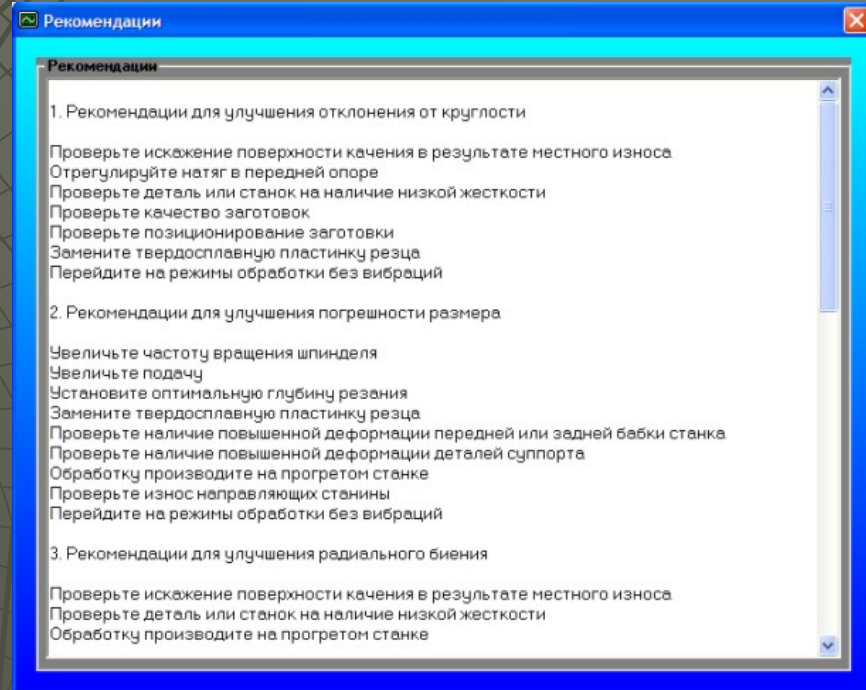 Рекомендации
Рекомендации
1. Рекомендации для улучшения отклонения от круглости
Проверьте искажение поверхности качения в результате местного износа
Отрегулируйте натяг в передней опоре
Проверьте деталь или станок на наличие низкой жесткости
Проверьте качество заготовок
Проверьте позиционирование заготовки
Замените твердосплавную пластинку резца
Перейдите на режимы обработки без вибраций
2. Рекомендации для улучшения погрешности размера
Увеличьте частоту вращения шпинделя
Увеличьте подачу
Установите оптимальную глубину резания
Замените твердосплавную пластинку резца
Проверьте наличие повышенной деформации передней или задней бабки станка
Проверьте наличие повышенной деформации деталей суппорта
Обработку производите на прогретом станке
Проверьте износ направляющих станины
Перейдите на режимы обработки без вибраций
3. Рекомендации для улучшения радиального биения
Проверьте искажение поверхности качения в результате местного износа
Проверьте деталь или станок на наличие низкой жесткости
Обработку производите на прогретом станке